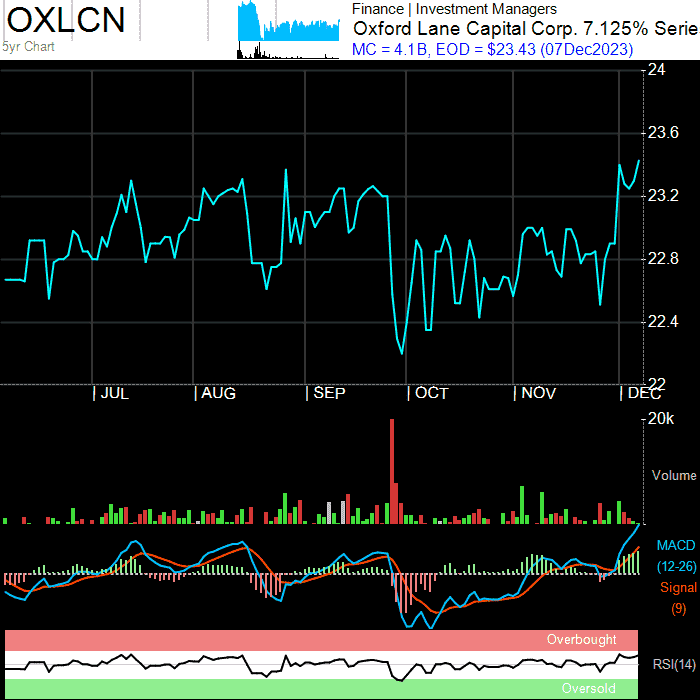 OXLCN
5yr Chart
Finance | Investment Managers
Oxford Lane Capital Corp. 7.125% Serie
MC = 4.1B, EOD = $23.43 (07Dec2023)
24
23.6
23.2
22.8
22.4
22
JUL
AUG
SEP
OCT
NOV
DEC
20k
Volume
MACD
(12-26)
Signal
(9)
Overbought
RSI(14)
Oversold